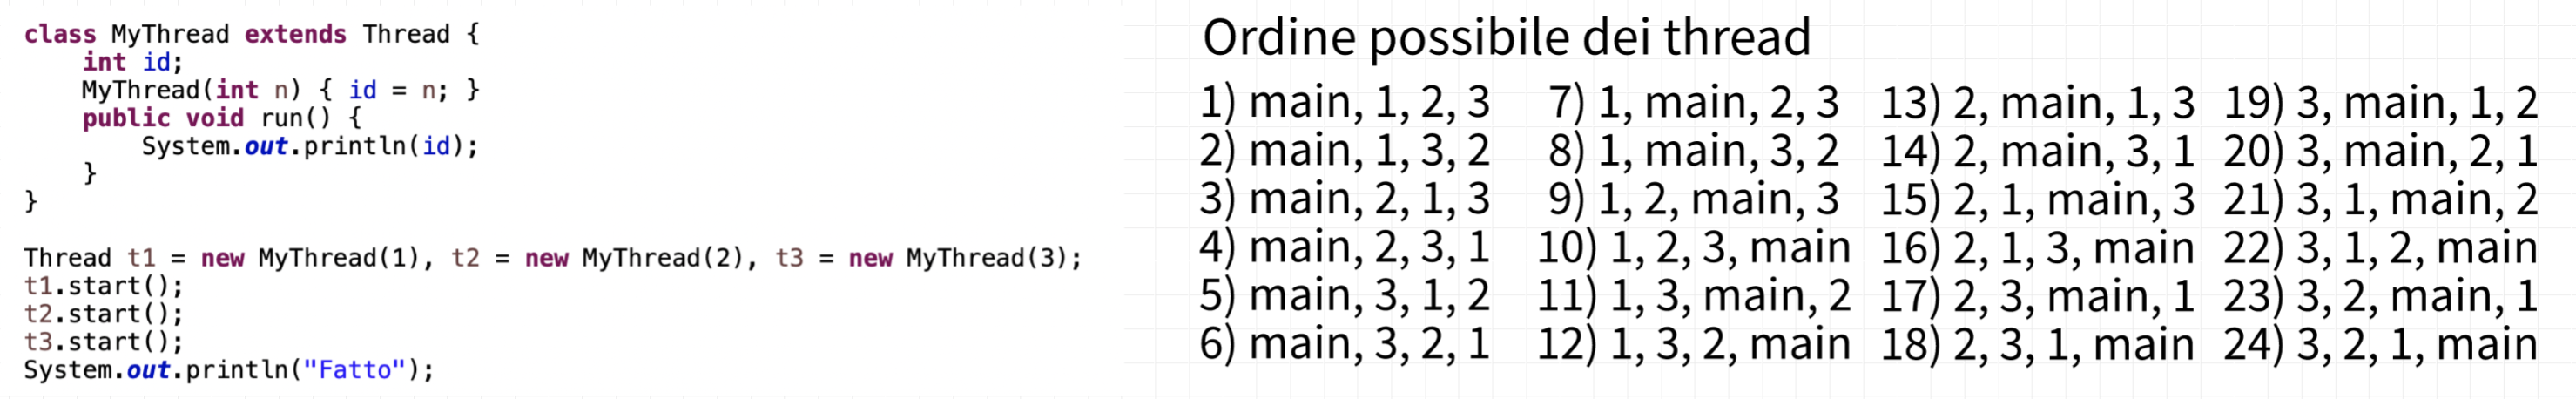 class MyThread extends Thread {
    int id;
    MyThread(int n) { id = n; }
    public void run() {
        System.out.println(id);
    }
}

Thread t1 = new MyThread(1), t2 = new MyThread(2), t3 = new MyThread(3);
t1.start();
t2.start();
t3.start();
System.out.println("Fatto");
Ordine possibile dei thread
1) main, 1, 2, 3
2) main, 1, 3, 2
3) main, 2, 1, 3
4) main, 2, 3, 1
5) main, 3, 1, 2
6) main, 3, 2, 1
7) 1, main, 2, 3
8) 1, main, 3, 2
9) 1, 2, main, 3
10) 1, 2, 3, main
11) 1, 3, main, 2
12) 1, 3, 2, main
13) 2, main, 1, 3
14) 2, main, 3, 1
15) 2, 1, main, 3
16) 2, 1, 3, main
17) 2, 3, main, 1
18) 2, 3, 1, main
19) 3, main, 1, 2
20) 3, main, 2, 1
21) 3, 1, main, 2
22) 3, 1, 2, main
23) 3, 2, main, 1
24) 3, 2, 1, main